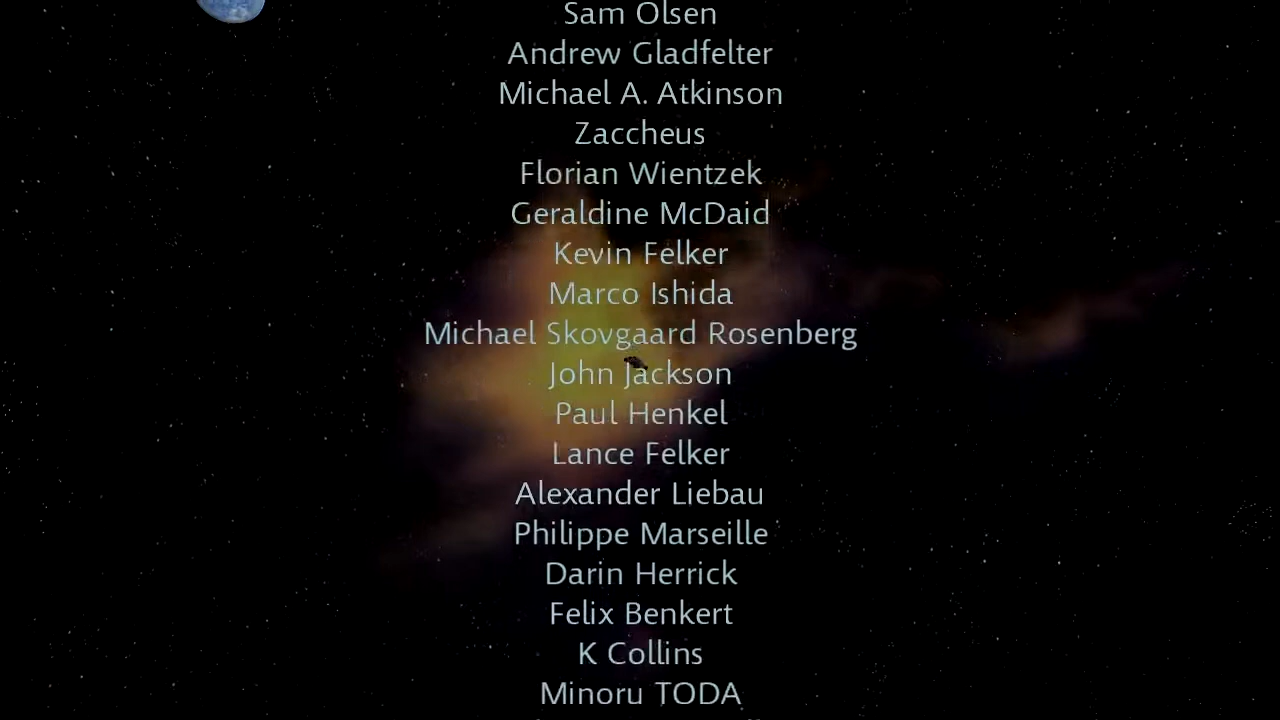 Sam Olsen
Andrew Gladfelter
Michael A. Atkinson
Zaccheus
Florian Wientzek
Geraldine McDaid
Kevin Felker
Marco Ishida
Michael Skovgaard Rosenberg
John Jackson
Paul Henkel
Lance Felker
Alexander Liebau
Philippe Marseille
Darin Herrick
Felix Benkert
K Collins
Minoru TODA